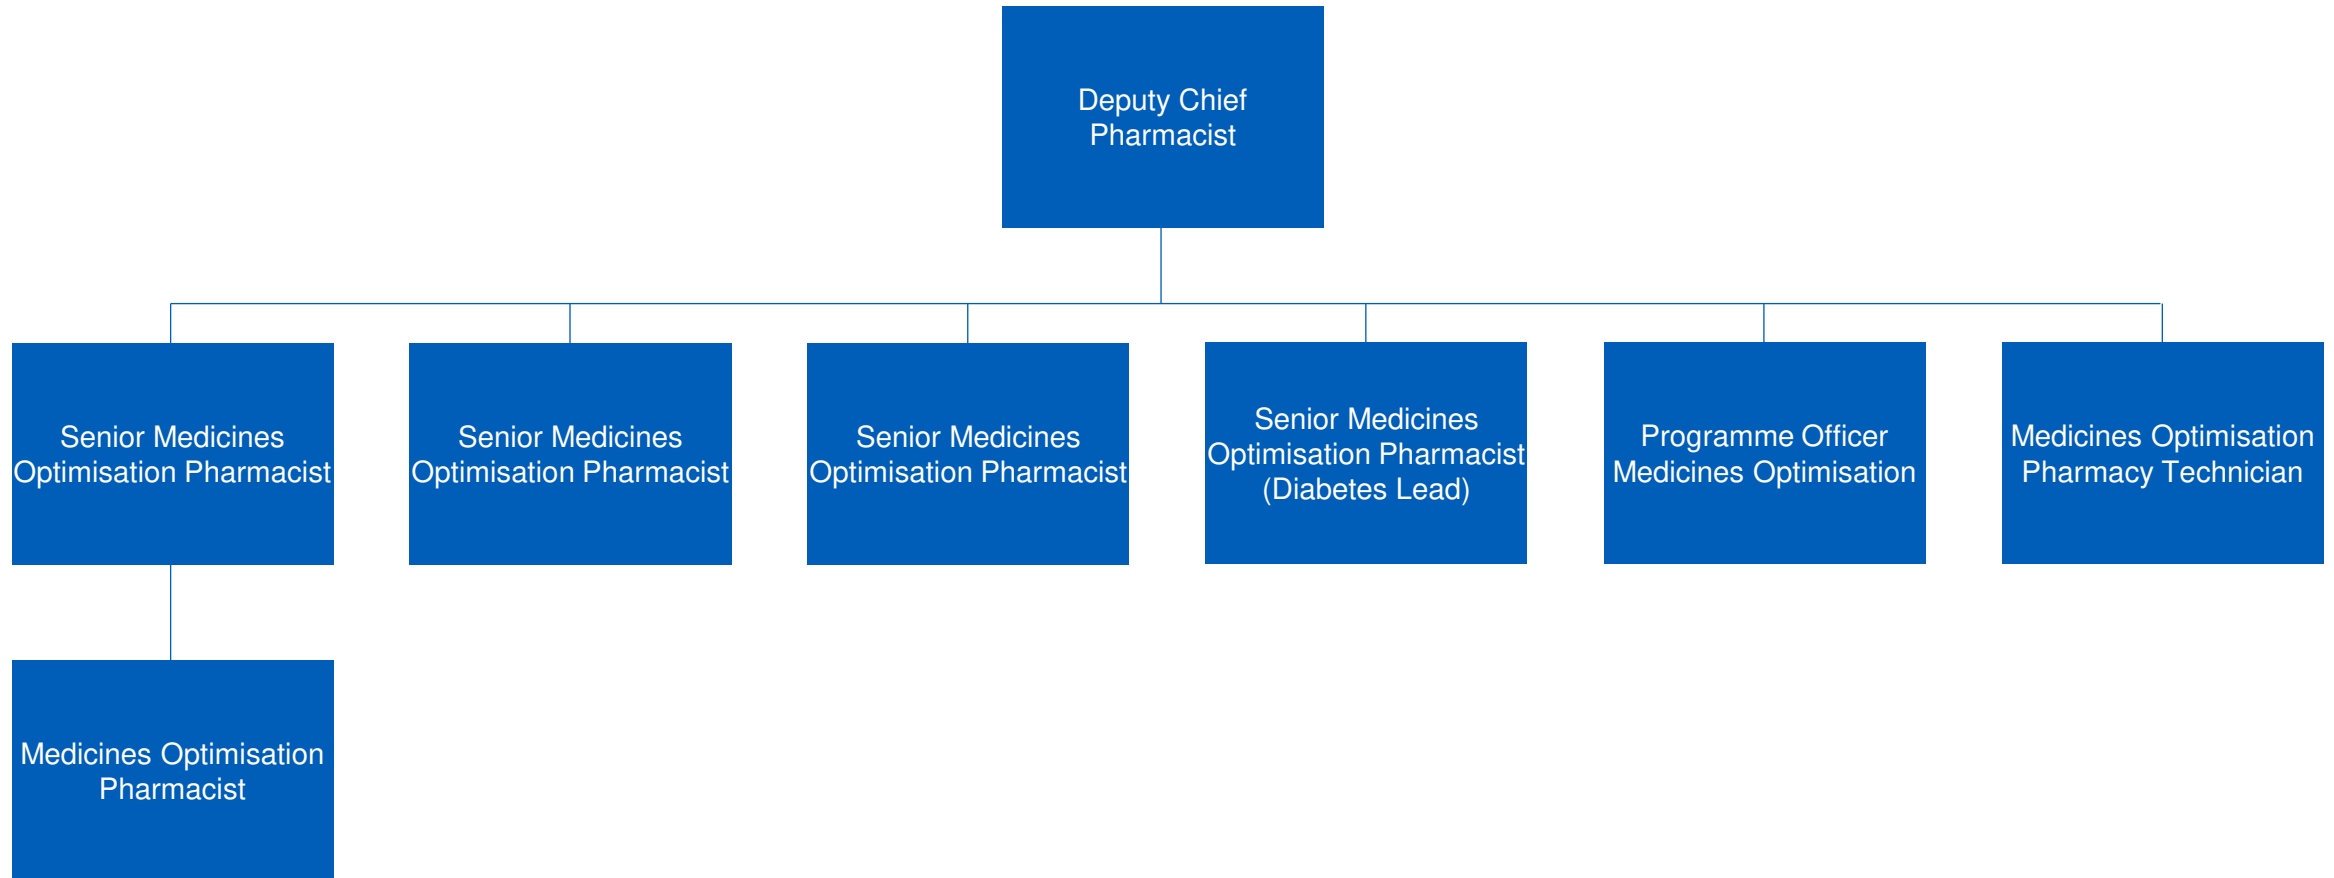 Deputy Chief
Pharmacist
Senior Medicines
Optimisation Pharmacist
Senior Medicines
Optimisation Pharmacist
Senior Medicines
Optimisation Pharmacist
Senior Medicines
Optimisation Pharmacist
(Diabetes Lead)
Programme Officer
Medicines Optimisation
Medicines Optimisation
Pharmacy Technician
Medicines Optimisation
Pharmacist